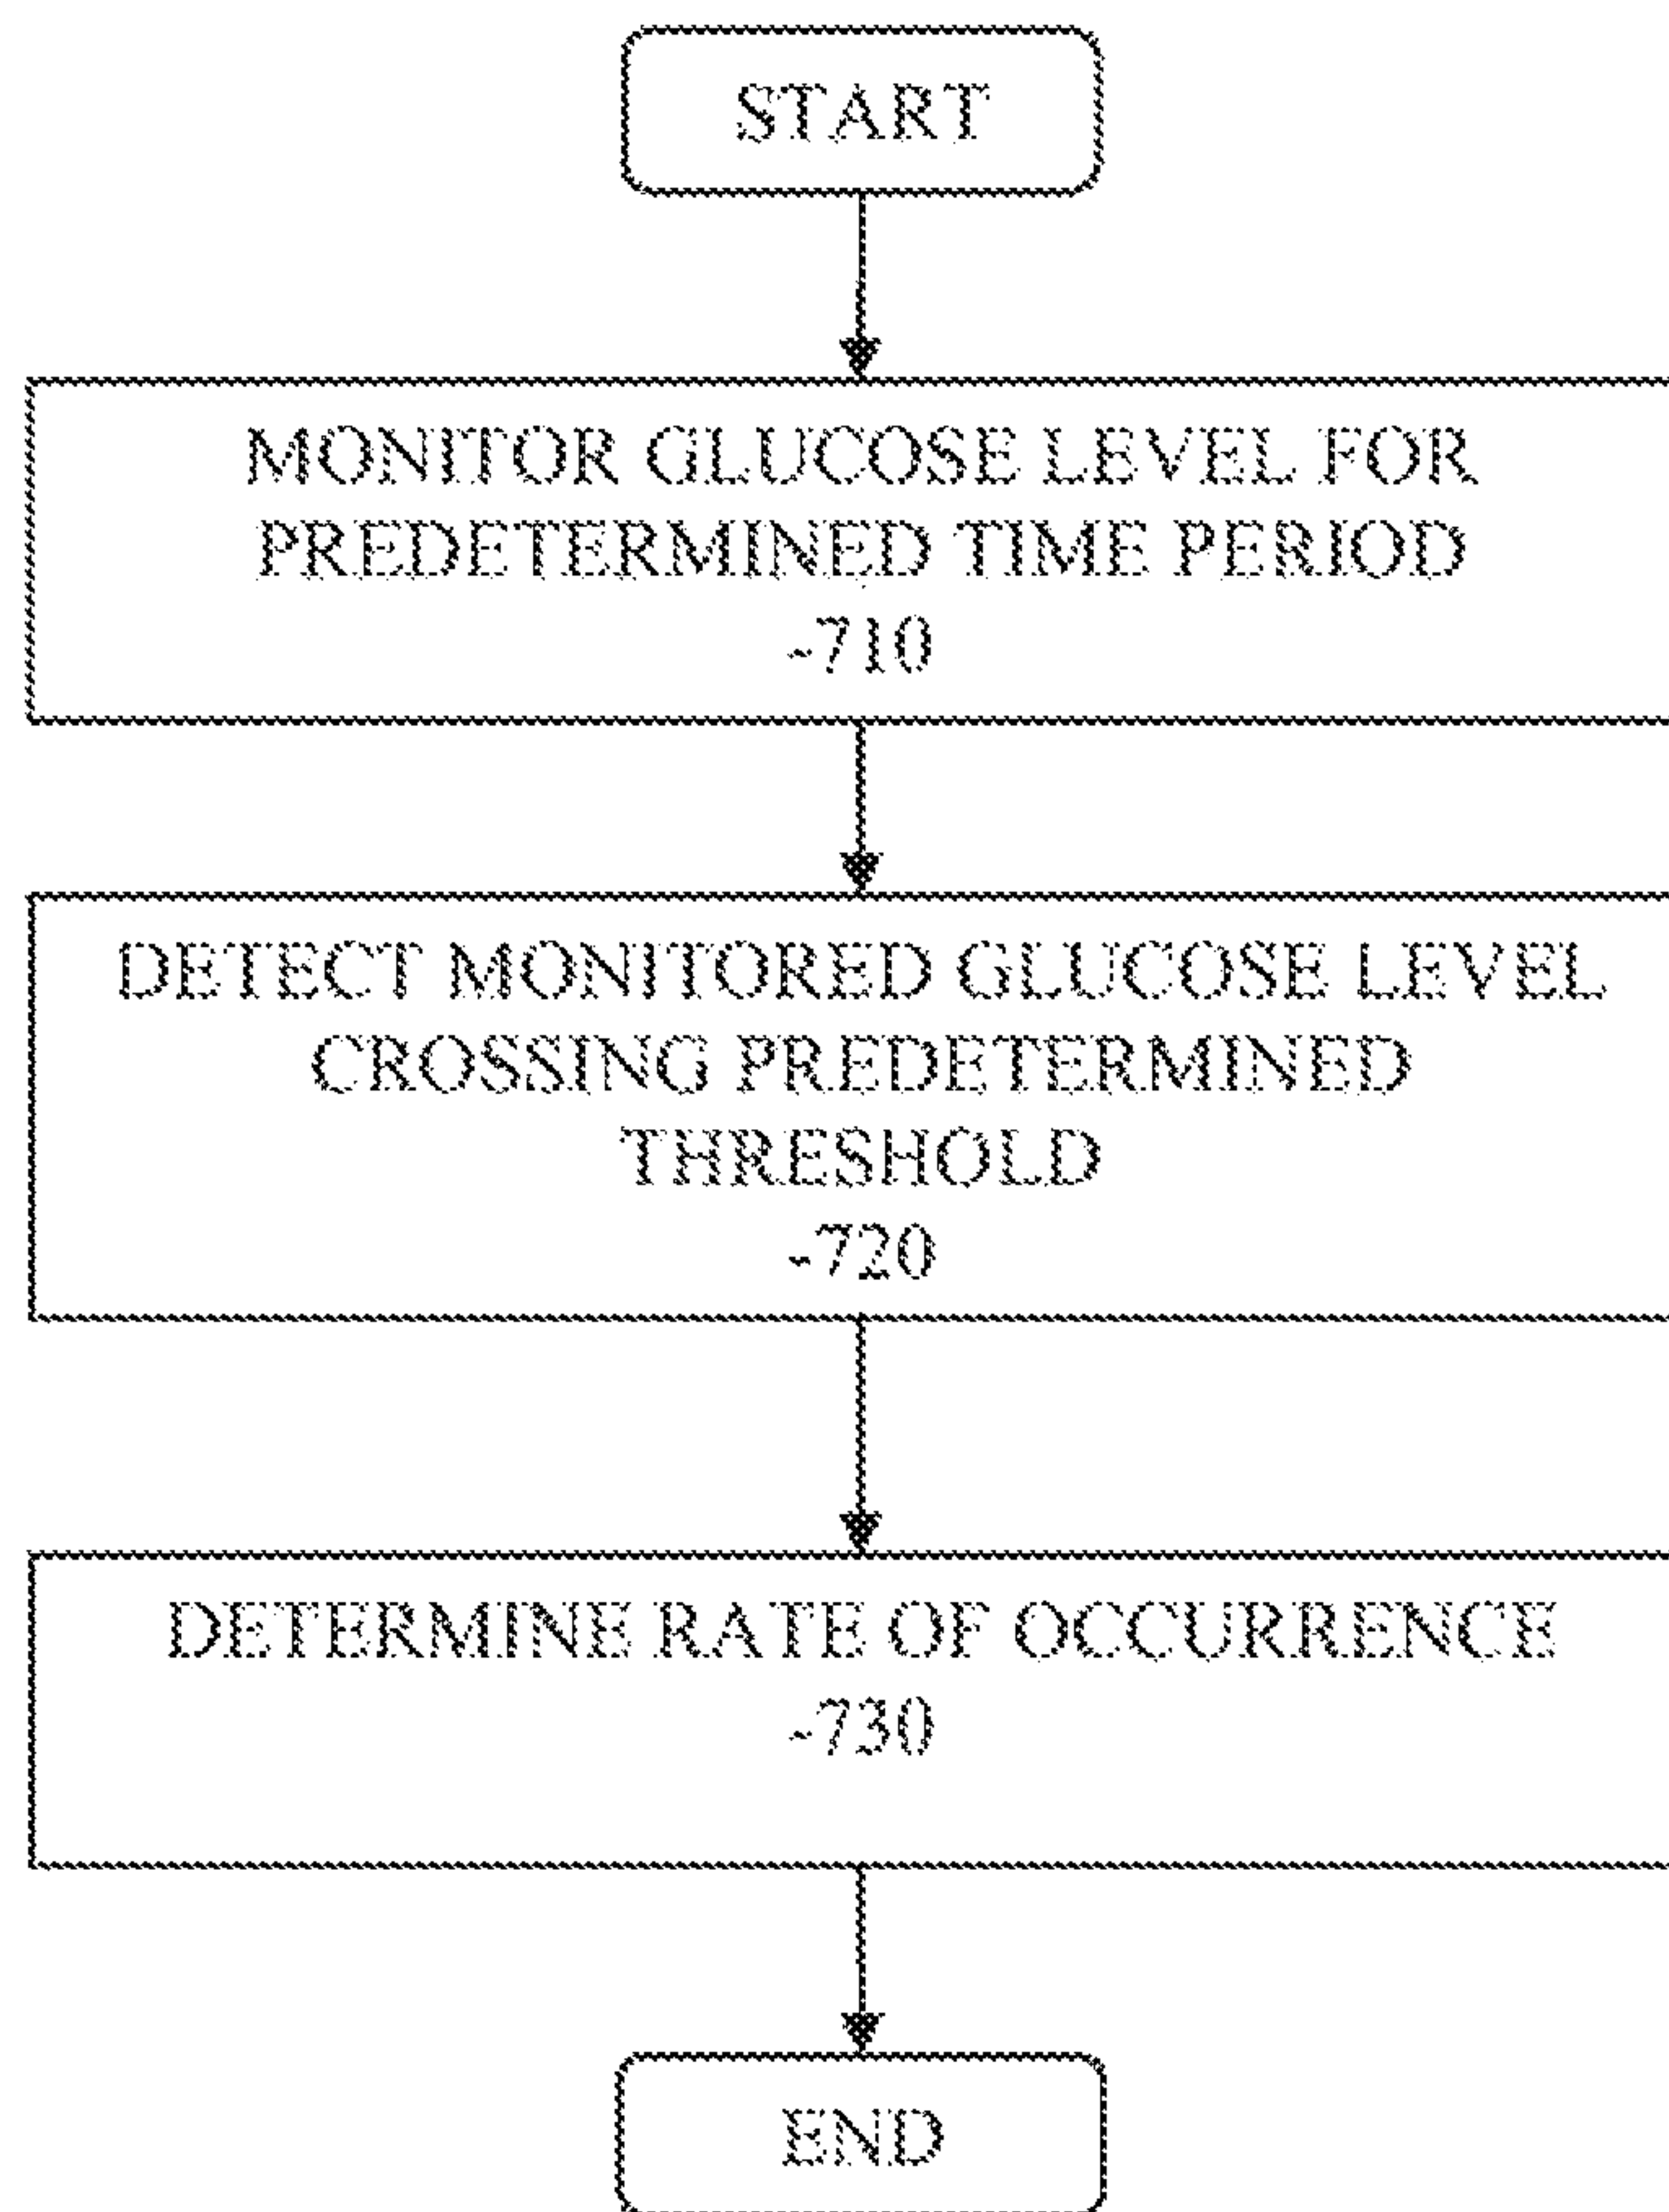 START
MONITOR GLUCOSE LEVEL FOR
PREDETERMINED TIME PERIOD
-710
DETECT MONITORED GLUCOSE LEVEL
CROSSING PREDETERMINED
THRESHOLD
-720
DETERMINE RATE OF OCCURRENCE
-730
END